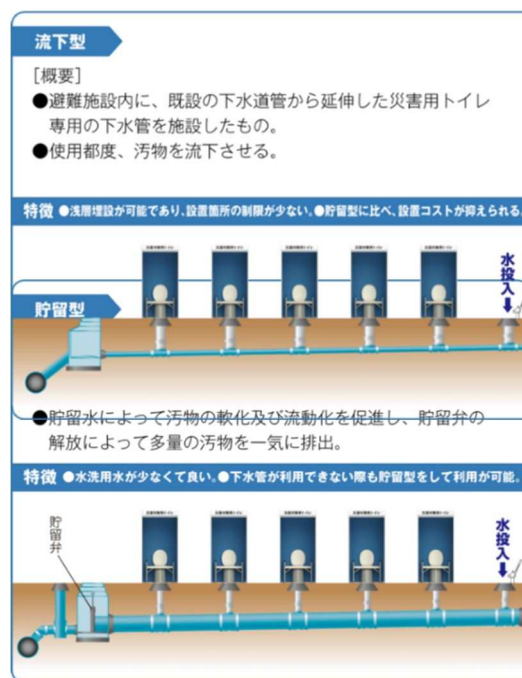 流下型
［概要］
●避難施設内に、既設の下水道管から延伸した災害用トイレ
専用の下水管を施設したもの。
●使用都度、汚物を流下させる。
特徴 ●浅層埋設が可能であり、設置箇所の制限が少ない。●貯留型に比べ、設置コストが抑えられる。
水投入
貯留型
●貯留水によって汚物の軟化及び流動化を促進し、貯留弁の
解放によって多量の汚物を一気に排出。
特徴 ●水洗用水が少なくて良い。●下水管が利用できない際も貯留型をして利用が可能。
貯留弁
水投入